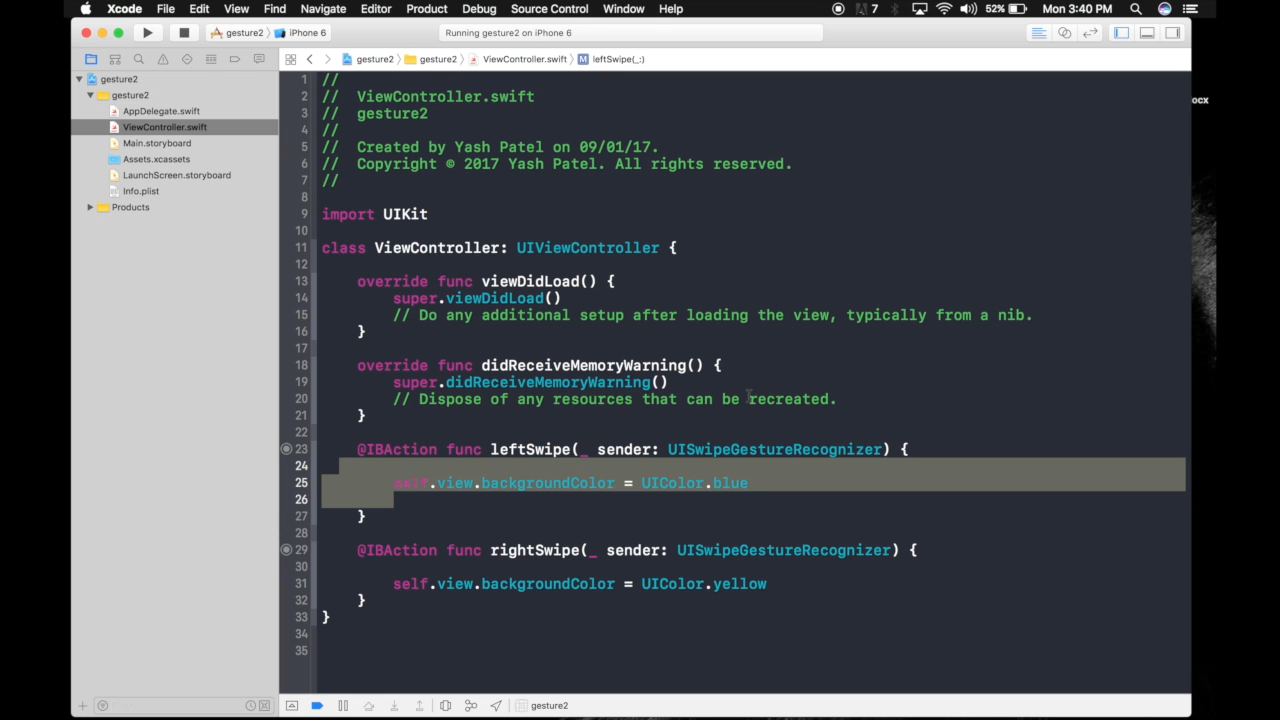 Xcode File Edit View Find Navigate Editor Product Debug Source Control Window Help 7 52% Mon 3:40 PM
gesture2 iPhone 6 Running gesture2 on iPhone 6
gesture2 gesture2 ViewController.swift M leftSwipe(_:)
gesture2
gesture2
AppDelegate.swift
ViewController.swift
Main.storyboard
Assets.xcassets
LaunchScreen.storyboard
Info.plist
Products
1 //
2 //  ViewController.swift
3 //  gesture2
4 //
5 //  Created by Yash Patel on 09/01/17.
6 //  Copyright © 2017 Yash Patel. All rights reserved.
7 //
8
9 import UIKit
10
11 class ViewController: UIViewController {
12
13     override func viewDidLoad() {
14         super.viewDidLoad()
15         // Do any additional setup after loading the view, typically from a nib.
16     }
17
18     override func didReceiveMemoryWarning() {
19         super.didReceiveMemoryWarning()
20         // Dispose of any resources that can be recreated.
21     }
22
23     @IBAction func leftSwipe(_ sender: UISwipeGestureRecognizer) {
24
25         self.view.backgroundColor = UIColor.blue
26
27     }
28
29     @IBAction func rightSwipe(_ sender: UISwipeGestureRecognizer) {
30
31         self.view.backgroundColor = UIColor.yellow
32     }
33 }
34
35
ocx
gesture2